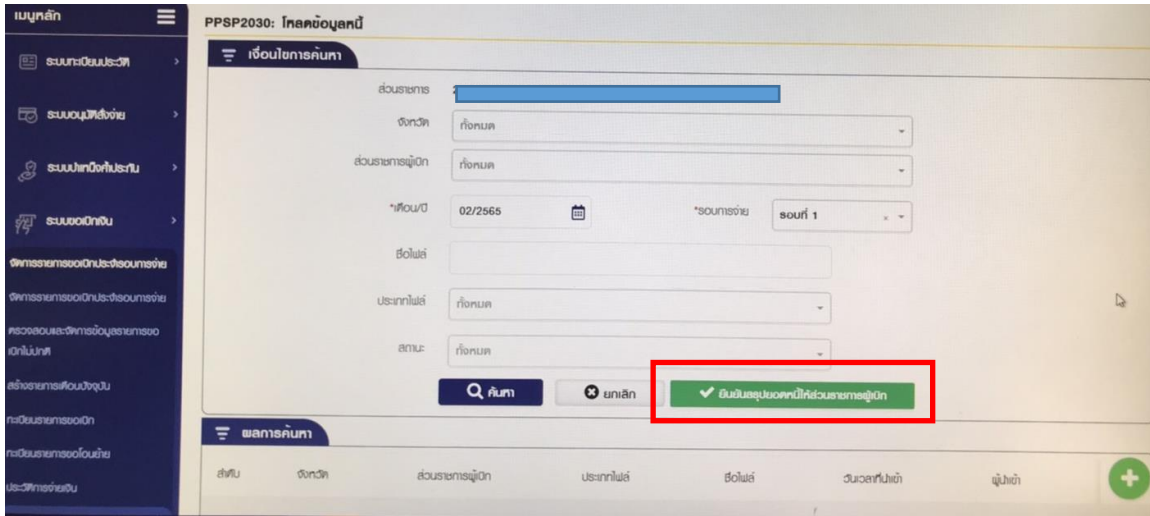 เมนูหลัก
PPSP2030: โหลดข้อมูลหนี้
ระบบทะเบียนประวัติ
เงื่อนไขการค้นหา
ส่วนราชการ 2
ระบบอนุมัติสั่งจ่าย
จังหวัด ทั้งหมด
ระบบบำเหน็จค้ำประกัน
ส่วนราชการผู้เบิก ทั้งหมด
ระบบขอเบิกเงิน
*เดือน/ปี 02/2565 *รอบการจ่าย รอบที่ 1
จัดการรายการขอเบิกประจำรอบการจ่าย
ชื่อไฟล์
จัดการรายการขอเบิกประจำรอบการจ่าย
ประเภทไฟล์ ทั้งหมด
ตรวจสอบและจัดการข้อมูลรายการขอ
เบิกไม่ปกติ
สถานะ ทั้งหมด
สร้างรายการเดือนปัจจุบัน
ค้นหา ยกเลิก ยืนยันสรุปยอดหนี้ให้ส่วนราชการผู้เบิก
ทะเบียนรายการขอเบิก
ผลการค้นหา
ทะเบียนรายการขอโอนย้าย
ลำดับ จังหวัด ส่วนราชการผู้เบิก ประเภทไฟล์ ชื่อไฟล์ วันเวลาที่นำเข้า ผู้นำเข้า
ประวัติการจ่ายเงิน